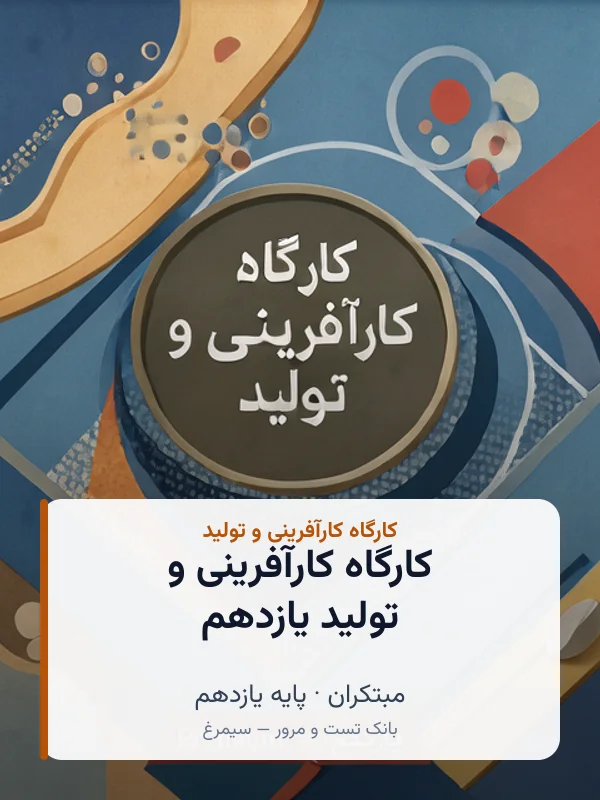 کارگاه
کارآفرینی و
تولید
کارگاه کارآفرینی و تولید
کارگاه کارآفرینی و
تولید یازدهم
مبتکران · پایه یازدهم
بانک تست و مرور — سیمرغ